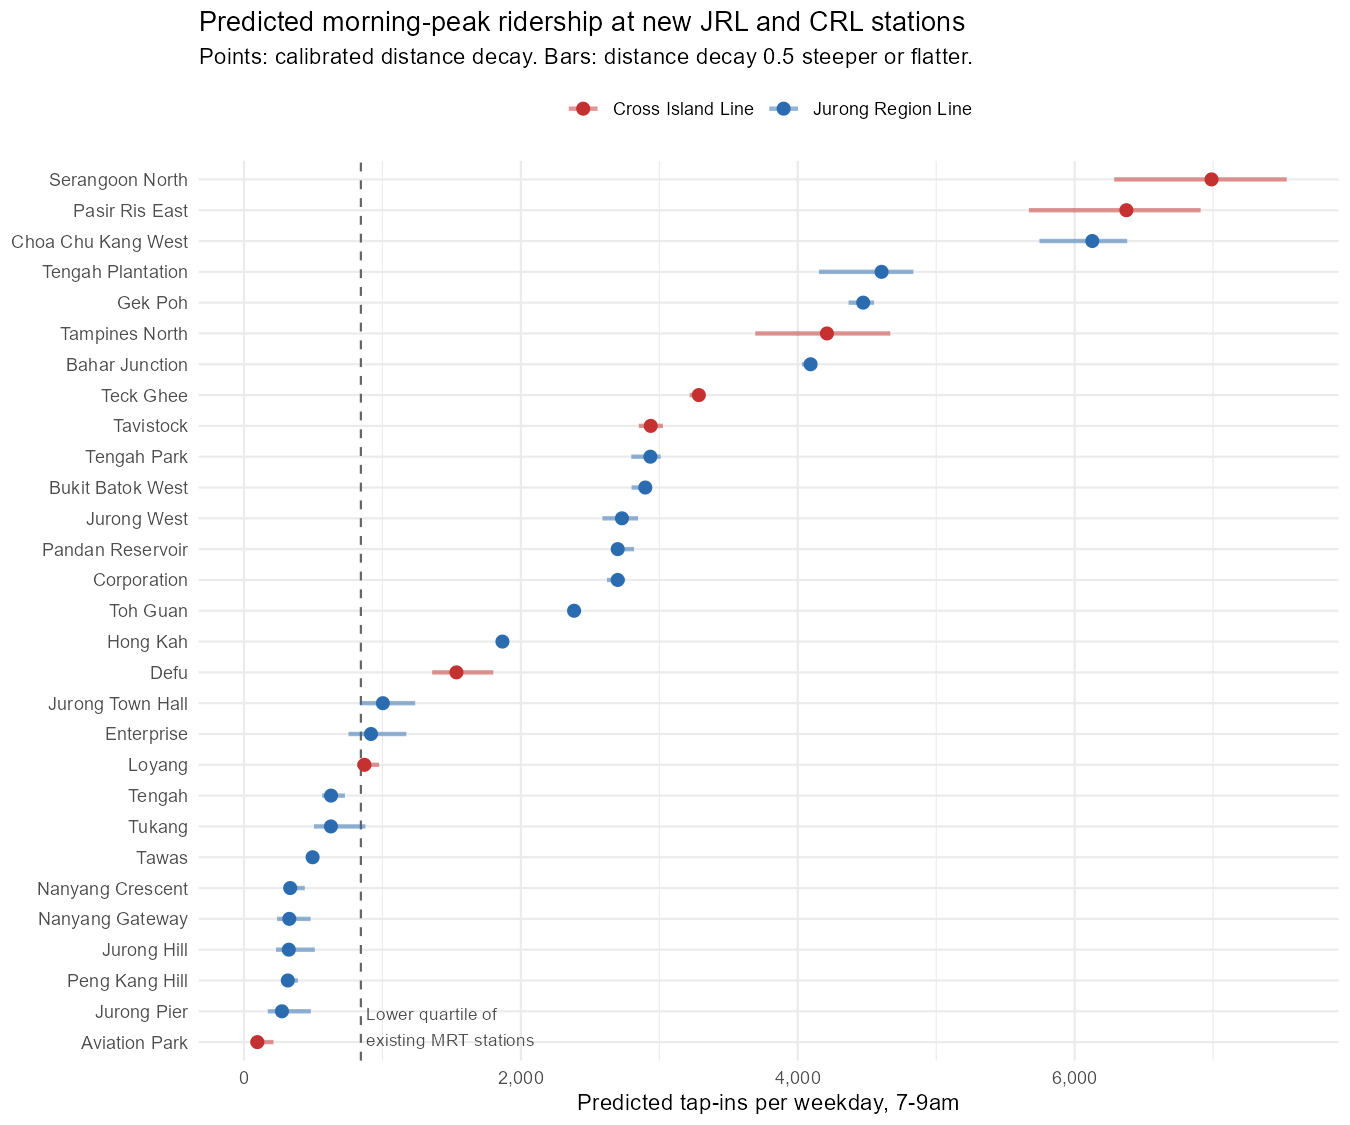 Predicted morning-peak ridership at new JRL and CRL stations
Points: calibrated distance decay. Bars: distance decay 0.5 steeper or flatter.
Cross Island Line
Jurong Region Line
Serangoon North
Pasir Ris East
Choa Chu Kang West
Tengah Plantation
Gek Poh
Tampines North
Bahar Junction
Teck Ghee
Tavistock
Tengah Park
Bukit Batok West
Jurong West
Pandan Reservoir
Corporation
Toh Guan
Hong Kah
Defu
Jurong Town Hall
Enterprise
Loyang
Tengah
Tukang
Tawas
Nanyang Crescent
Nanyang Gateway
Jurong Hill
Peng Kang Hill
Jurong Pier
Aviation Park
Lower quartile of
existing MRT stations
0
2,000
4,000
6,000
Predicted tap-ins per weekday, 7-9am